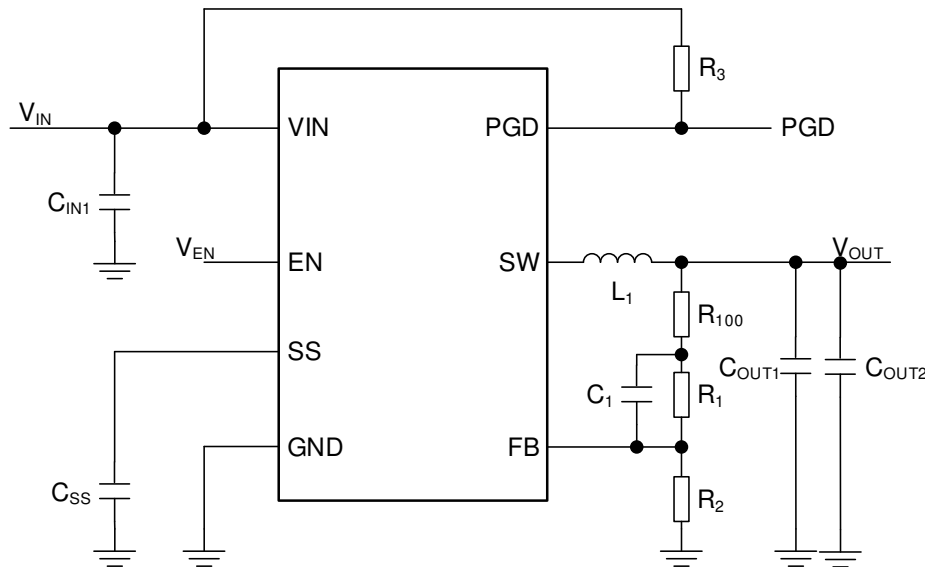 R3
VIN
VIN
PGD
PGD
CIN1
VEN
EN
SW
VOUT
L1
R100
SS
COUT1
COUT2
C1
R1
GND
FB
CSS
R2